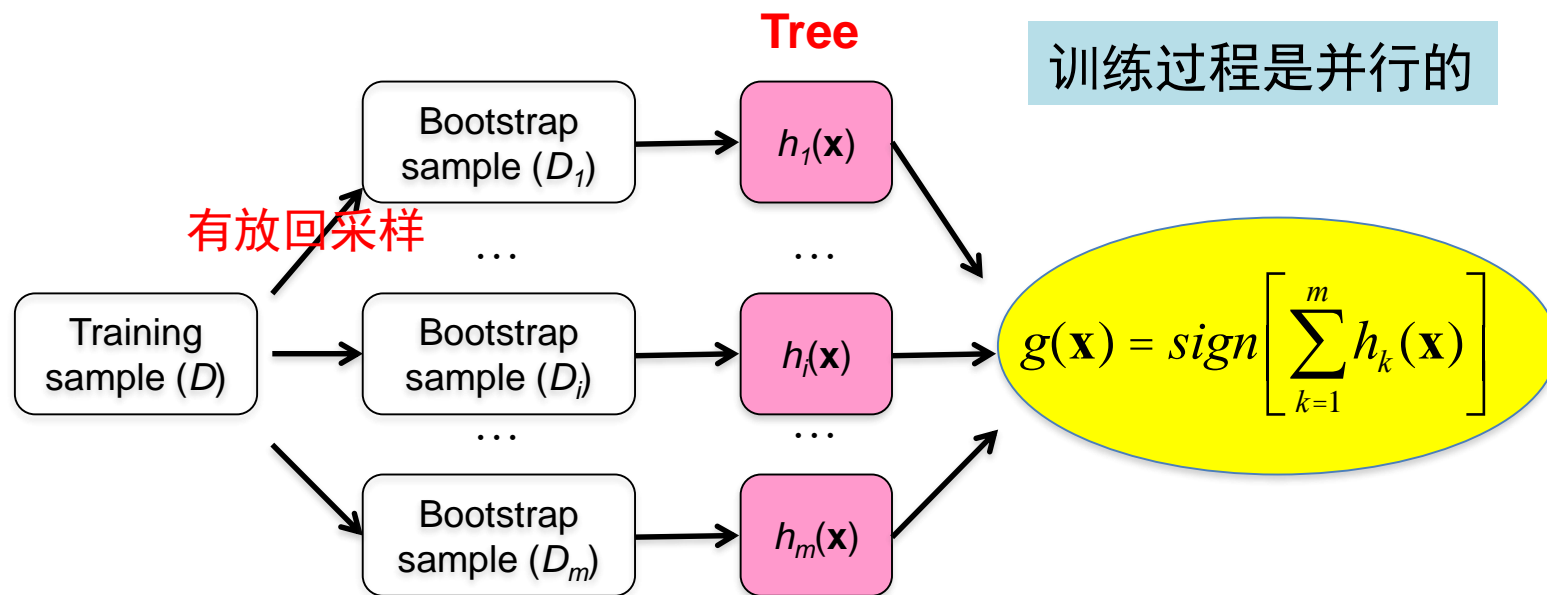 Tree
训练过程是并行的
Bootstrap
sample (D₁)
h₁(x)
有放回采样
...
...
Training
sample (D)
Bootstrap
sample (Dᵢ)
hᵢ(x)
g(x) = sign[∑ₖ₌₁ᵐ hₖ(x)]
...
...
Bootstrap
sample (Dₘ)
hₘ(x)